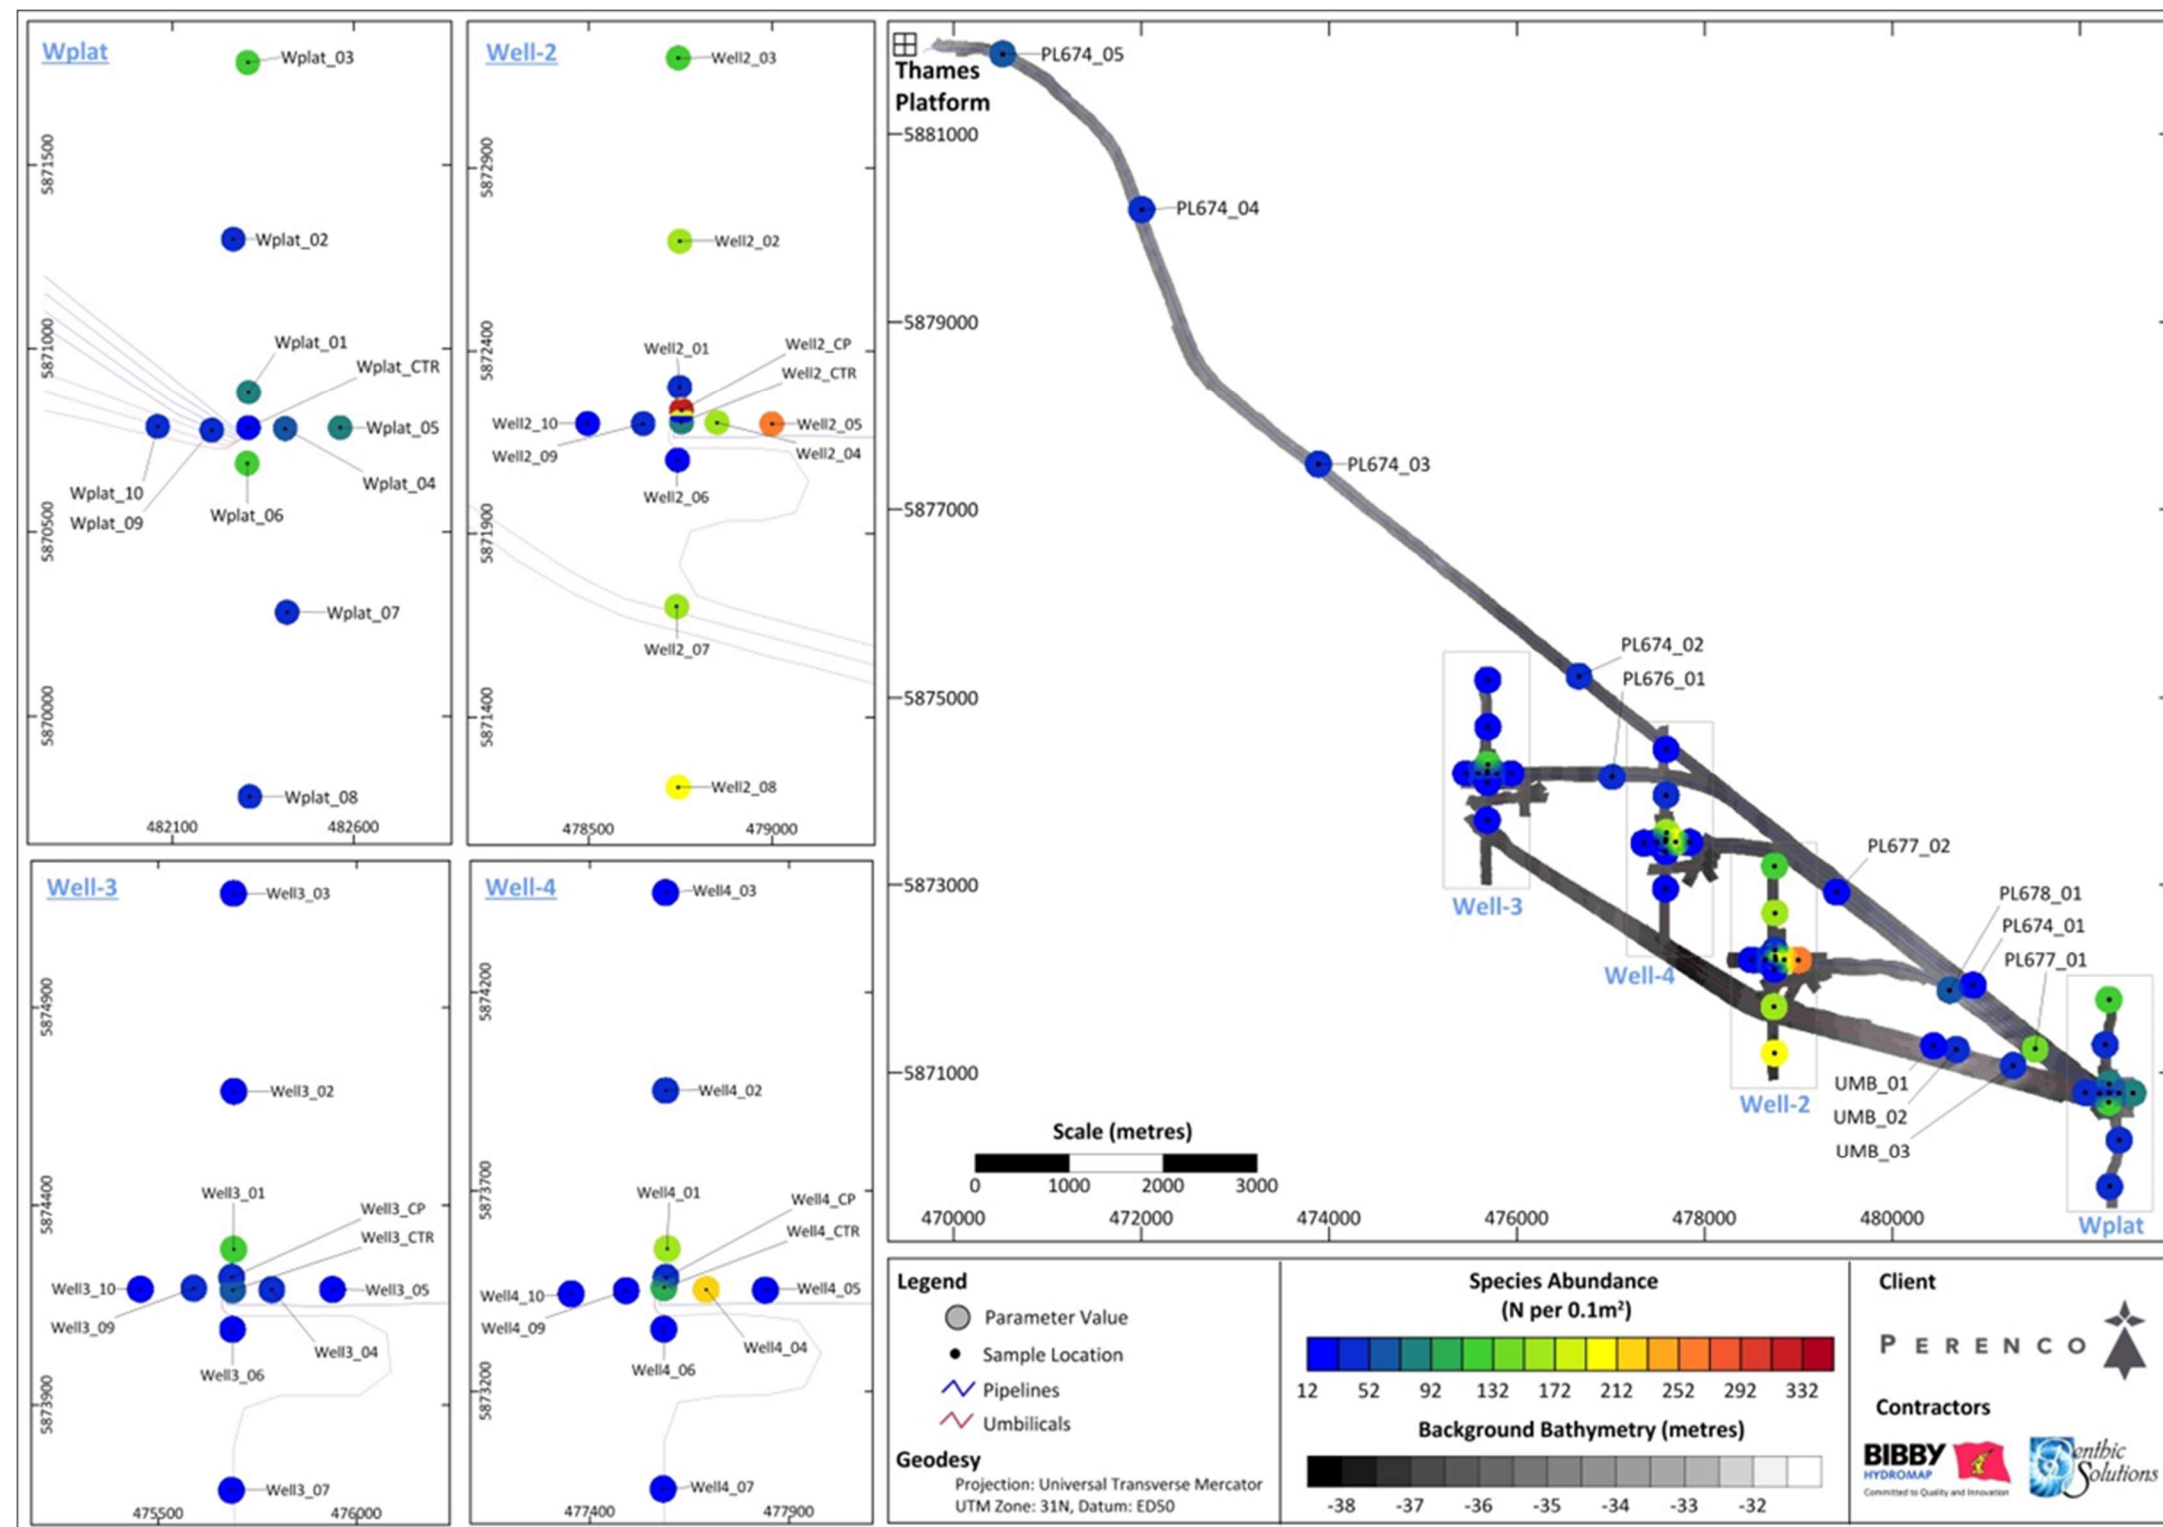 Wplat
Wplat_03
5871500
Wplat_02
5871000
Wplat_01
Wplat_CTR
Wplat_05
Wplat_04
Wplat_10
Wplat_09
Wplat_06
5870500
Wplat_07
5870000
Wplat_08
482100
482600
Well-2
Well2_03
5872900
Well2_02
5872400
Well2_01
Well2_CP
Well2_CTR
Well2_10
Well2_05
Well2_09
Well2_04
Well2_06
5871900
Well2_07
5871400
Well2_08
478500
479000
Well-3
Well3_03
5874900
Well3_02
5874400
Well3_01
Well3_CP
Well3_CTR
Well3_10
Well3_05
Well3_09
Well3_04
Well3_06
5873900
Well3_07
475500
476000
Well-4
Well4_03
5874200
Well4_02
5873700
Well4_01
Well4_CP
Well4_CTR
Well4_10
Well4_05
Well4_09
Well4_04
Well4_06
5873200
Well4_07
477400
477900
Thames
Platform
PL674_05
5881000
PL674_04
5879000
PL674_03
5877000
PL674_02
PL676_01
5875000
PL677_02
5873000
PL678_01
PL674_01
PL677_01
Well-3
Well-4
5871000
UMB_01
UMB_02
UMB_03
Well-2
Wplat
Scale (metres)
0 1000 2000 3000
470000 472000 474000 476000 478000 480000
Legend
Parameter Value
Sample Location
Pipelines
Umbilicals
Geodesy
Projection: Universal Transverse Mercator
UTM Zone: 31N, Datum: ED50
Species Abundance
(N per 0.1m²)
12 52 92 132 172 212 252 292 332
Background Bathymetry (metres)
-38 -37 -36 -35 -34 -33 -32
Client
PERENCO
Contractors
BIBBY
HYDROMAP
Committed to Quality and Innovation
Benthic
Solutions